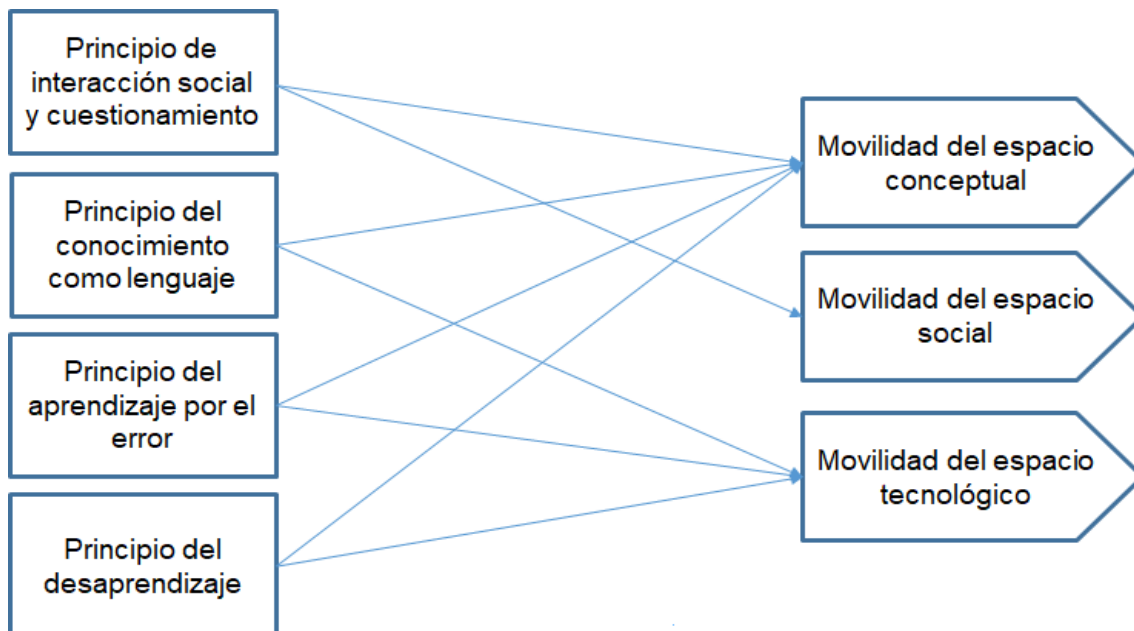 Principio de
interacción social
y cuestionamiento
Principio del
conocimiento
como lenguaje
Principio del
aprendizaje por el
error
Principio del
desaprendizaje
Movilidad del espacio
conceptual
Movilidad del espacio
social
Movilidad del espacio
tecnológico